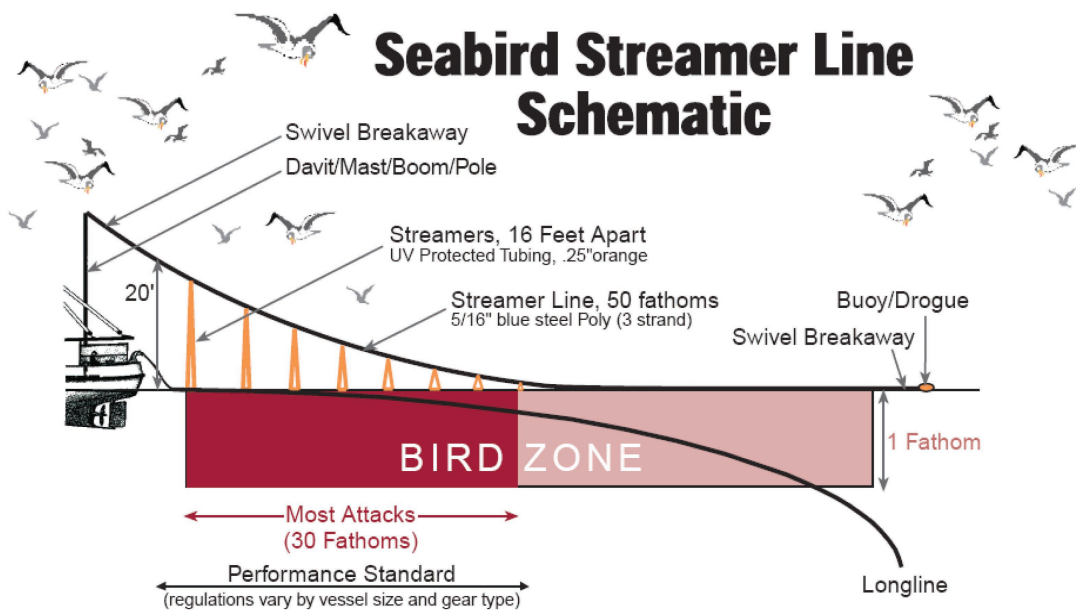 Seabird Streamer Line
Schematic
Swivel Breakaway
Davit/Mast/Boom/Pole
Streamers, 16 Feet Apart
UV Protected Tubing, .25"orange
20'
Streamer Line, 50 fathoms
5/16" blue steel Poly (3 strand)
Buoy/Drogue
Swivel Breakaway
BIRD ZONE
1 Fathom
Most Attacks
(30 Fathoms)
Performance Standard
(regulations vary by vessel size and gear type)
Longline